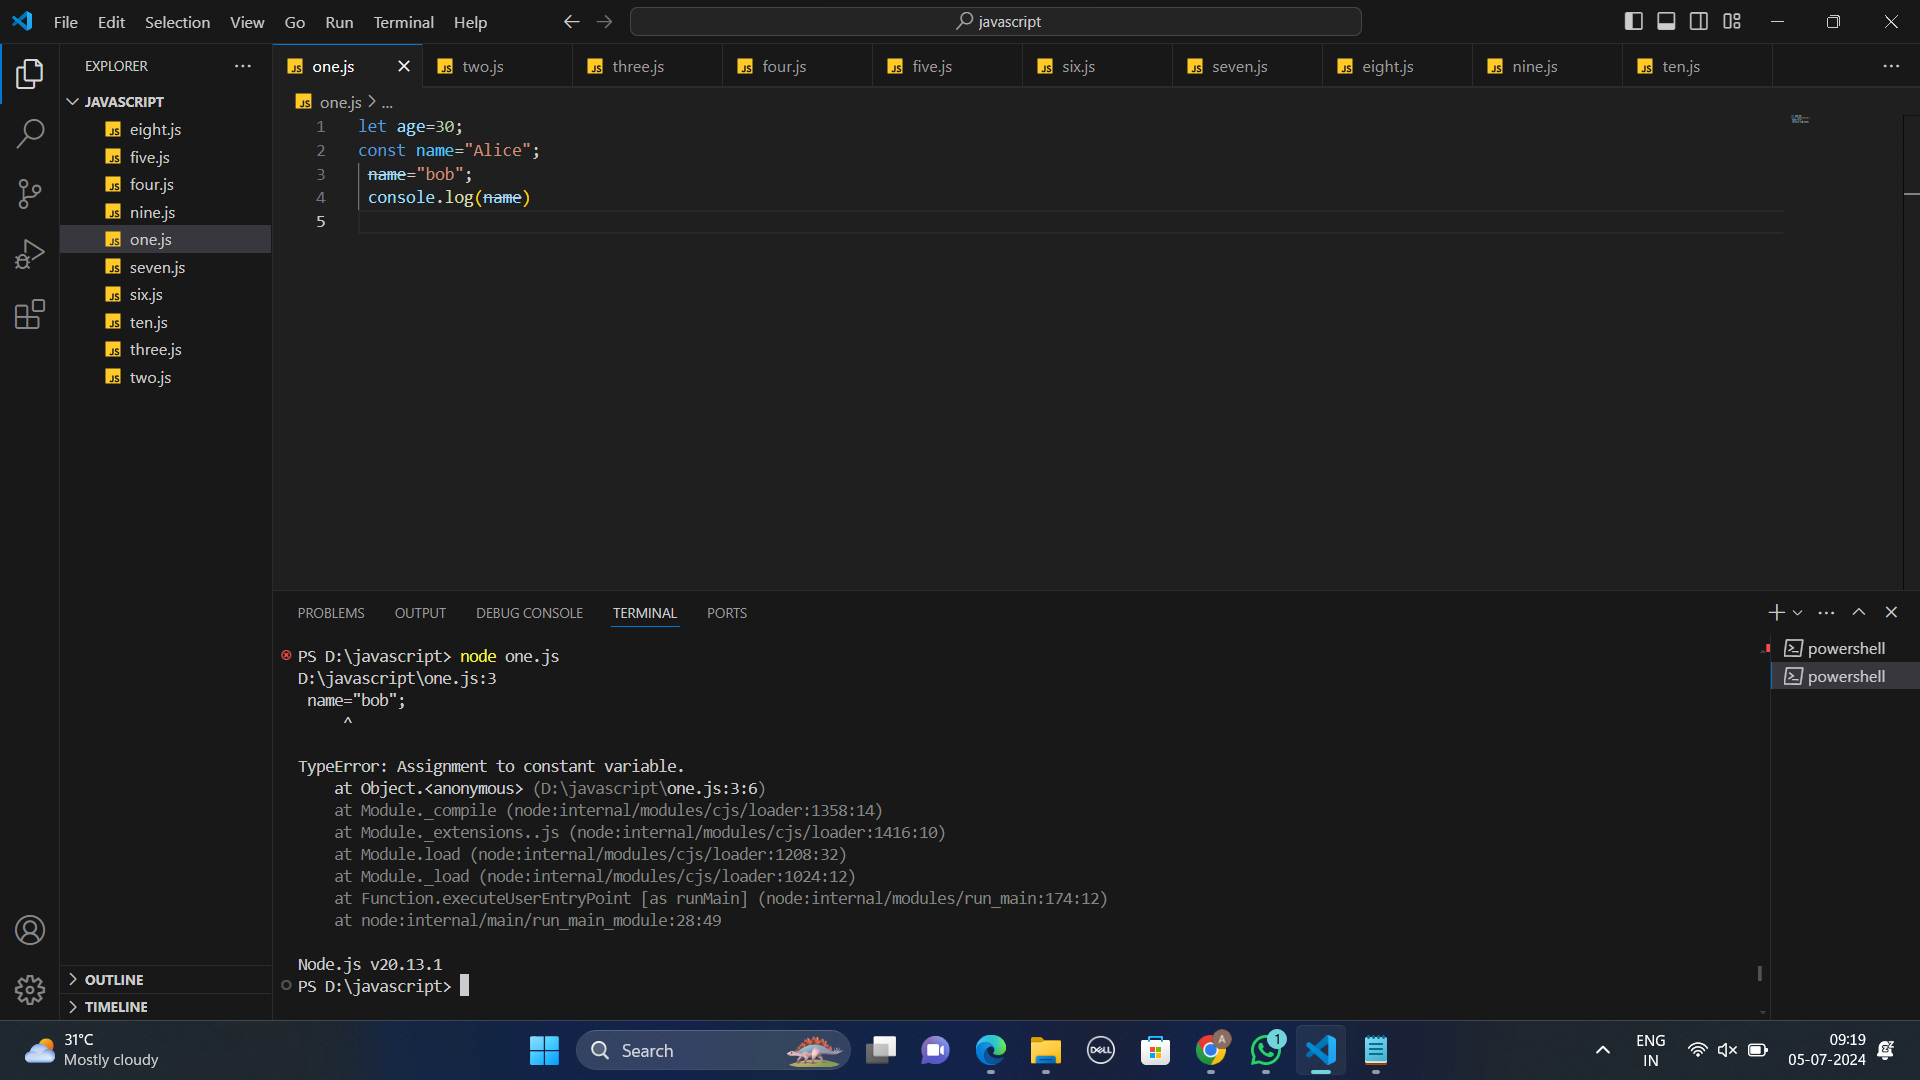 File Edit Selection View Go Run Terminal Help
javascript
EXPLORER
JAVASCRIPT
eight.js
five.js
four.js
nine.js
one.js
seven.js
six.js
ten.js
three.js
two.js
OUTLINE
TIMELINE
one.js two.js three.js four.js five.js six.js seven.js eight.js nine.js ten.js
one.js > ...
1 let age=30;
2 const name="Alice";
3 name="bob";
4 console.log(name)
5
PROBLEMS OUTPUT DEBUG CONSOLE TERMINAL PORTS
PS D:\javascript> node one.js
D:\javascript\one.js:3
name="bob";
^
TypeError: Assignment to constant variable.
at Object.<anonymous> (D:\javascript\one.js:3:6)
at Module._compile (node:internal/modules/cjs/loader:1358:14)
at Module._extensions..js (node:internal/modules/cjs/loader:1416:10)
at Module.load (node:internal/modules/cjs/loader:1208:32)
at Module._load (node:internal/modules/cjs/loader:1024:12)
at Function.executeUserEntryPoint [as runMain] (node:internal/modules/run_main:174:12)
at node:internal/main/run_main_module:28:49
Node.js v20.13.1
PS D:\javascript>
powershell
powershell
31°C
Mostly cloudy
Search
DELL
A
1
ENG
IN
09:19
05-07-2024